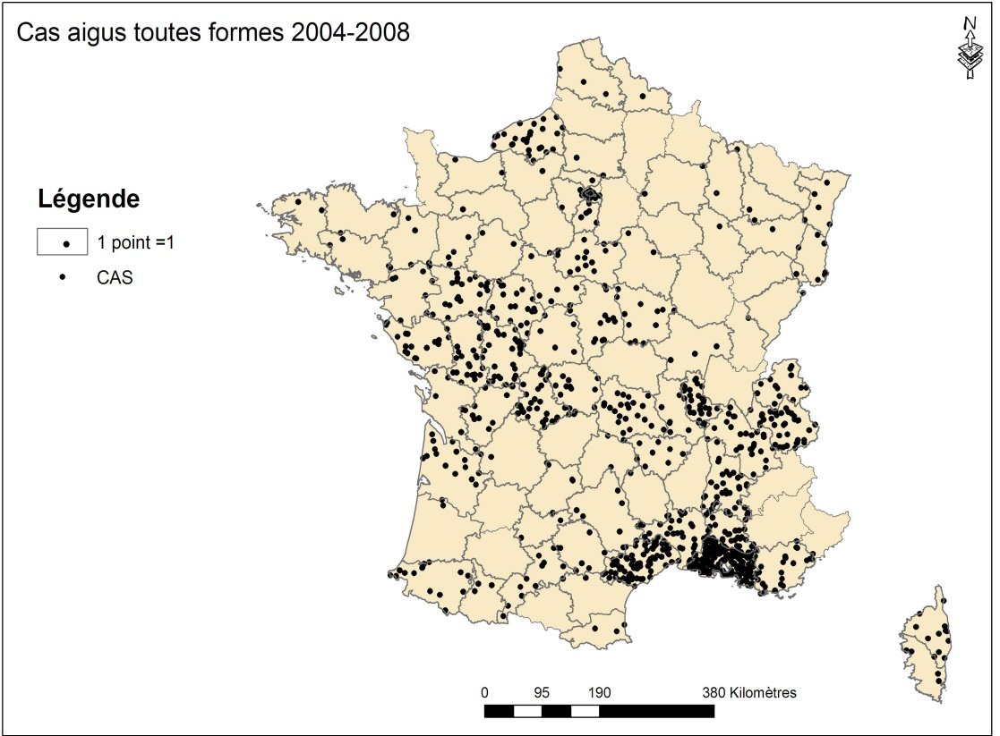 Cas aigus toutes formes 2004-2008
N
Légende
1 point =1
CAS
0 95 190 380 Kilomètres